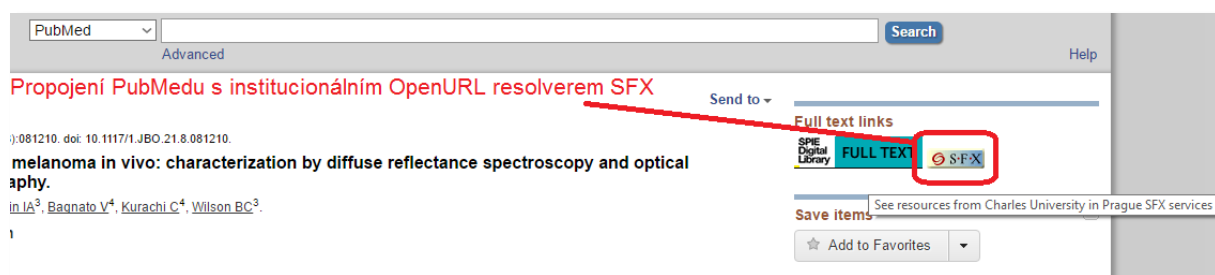 PubMed
Search
Advanced
Help
Propojení PubMedu s institucionálním OpenURL resolverem SFX
Send to
Full text links
):081210. doi: 10.1117/1.JBO.21.8.081210.
SPIE
Digital
Library
FULL TEXT
S·F·X
melanoma in vivo: characterization by diffuse reflectance spectroscopy and optical
aphy.
in IA3, Bagnato V4, Kurachi C4, Wilson BC3.
See resources from Charles University in Prague SFX services
Save items
Add to Favorites